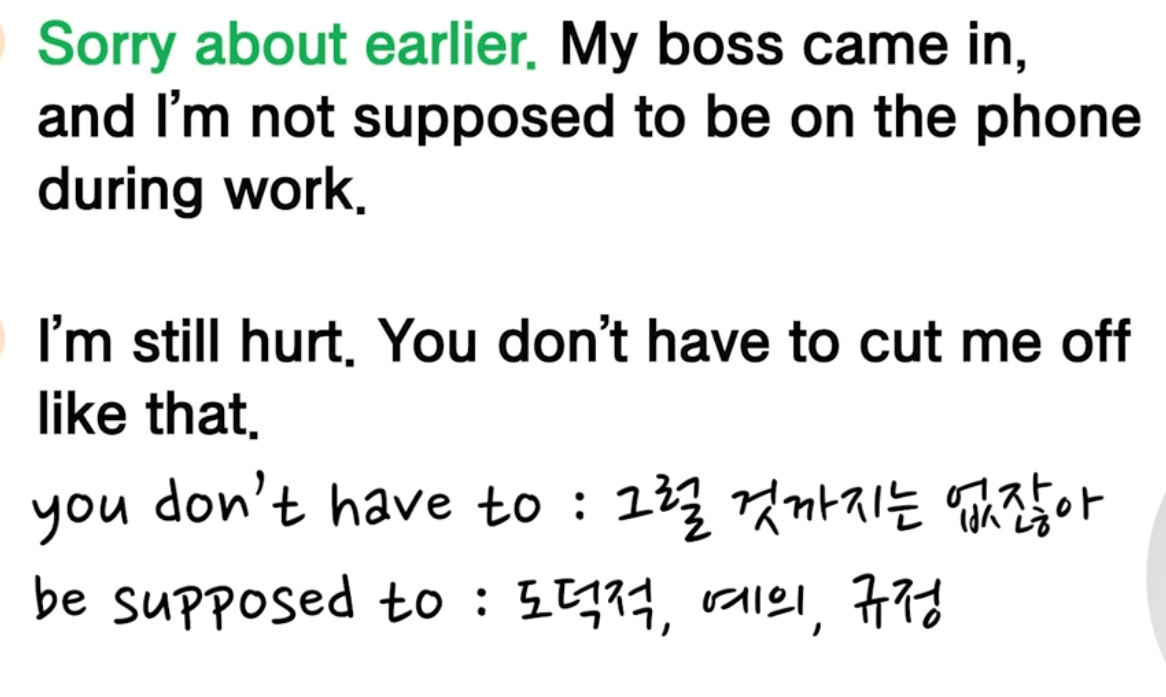 Sorry about earlier. My boss came in,
and I'm not supposed to be on the phone
during work.
I'm still hurt. You don't have to cut me off
like that.
you don't have to : 그럴 것까지는 없잖아
be supposed to : 도덕적, 예의, 규정